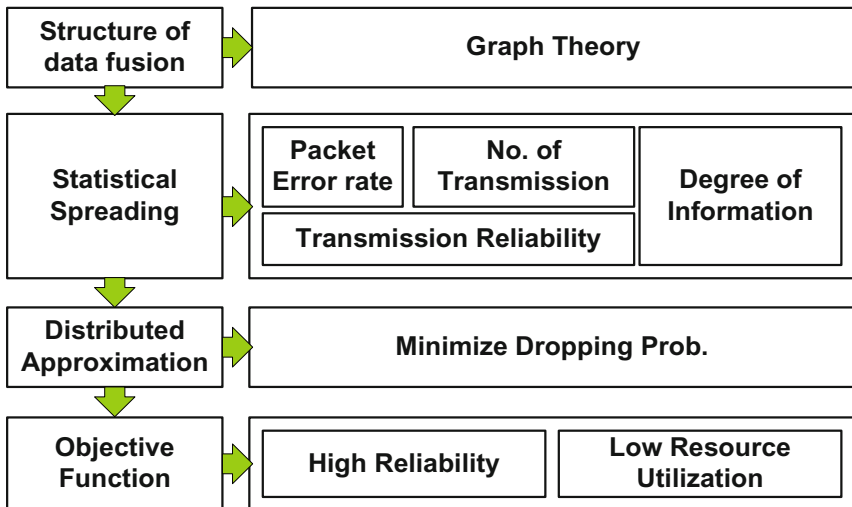 Structure of
data fusion
Graph Theory
Statistical
Spreading
Packet
Error rate
No. of
Transmission
Degree of
Information
Transmission Reliability
Distributed
Approximation
Minimize Dropping Prob.
Objective
Function
High Reliability
Low Resource
Utilization